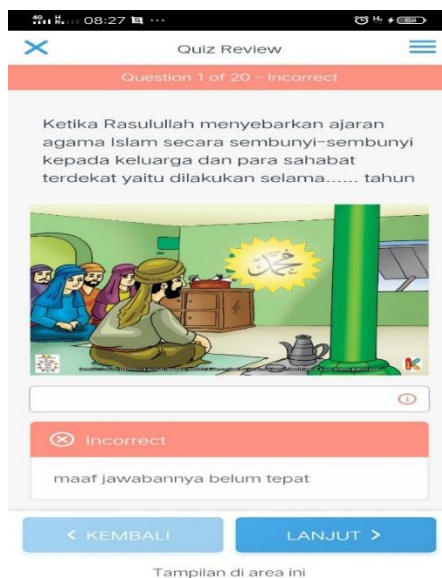 4G 08:27
Quiz Review
Question 1 of 20 - Incorrect
Ketika Rasulullah menyebarkan ajaran
agama Islam secara sembunyi-sembunyi
kepada keluarga dan para sahabat
terdekat yaitu dilakukan selama...... tahun
محمد
Incorrect
maaf jawabannya belum tepat
< KEMBALI
LANJUT >
Tampilan di area ini